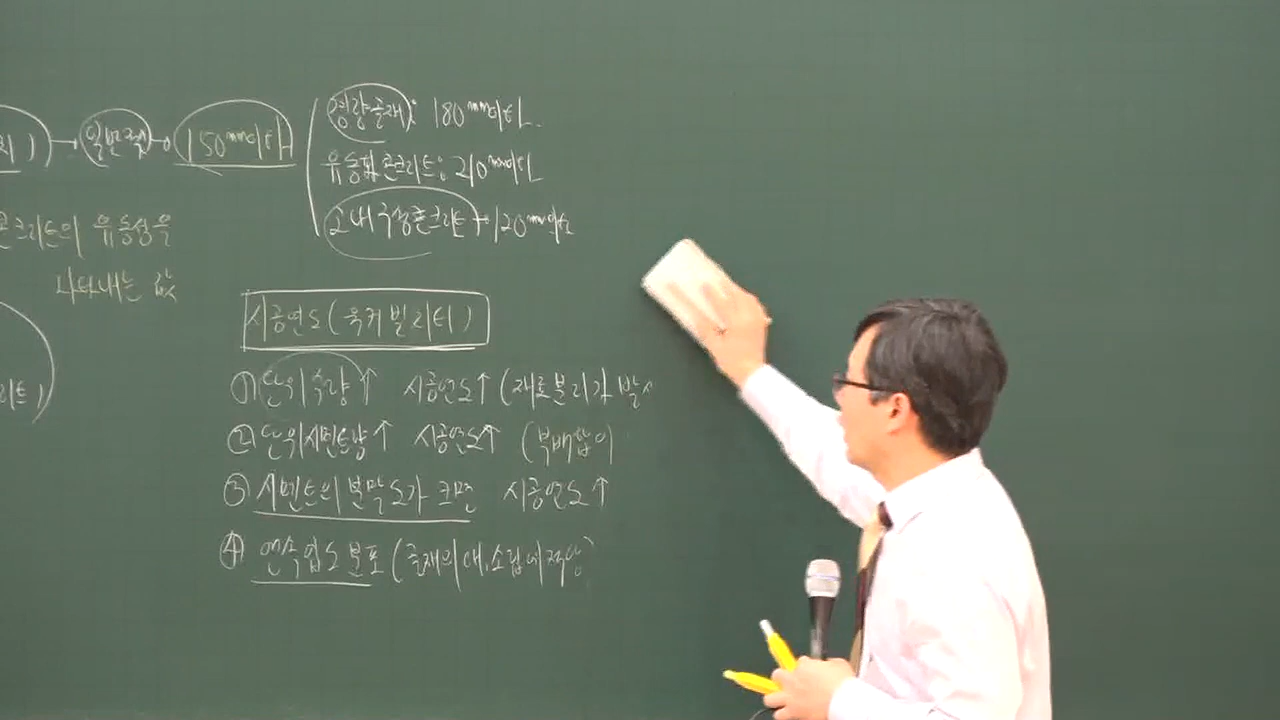 일반적 → 150mm이하
경량골재: 180mm이하.
유동화콘크리트: 210mm이하
고내구성콘크리트 → 120mm이하
콘크리트의 유동성을
나타내는 값
시공연도(워커빌리티)
① 단위수량↑ 시공연도↑ (재료분리가 발
② 단위시멘트량↑ 시공연도↑ (부배합이
③ 시멘트의 분말도가 크면 시공연도↑
④ 연속입도분포 (골재의 대,소립이 적당
리트)